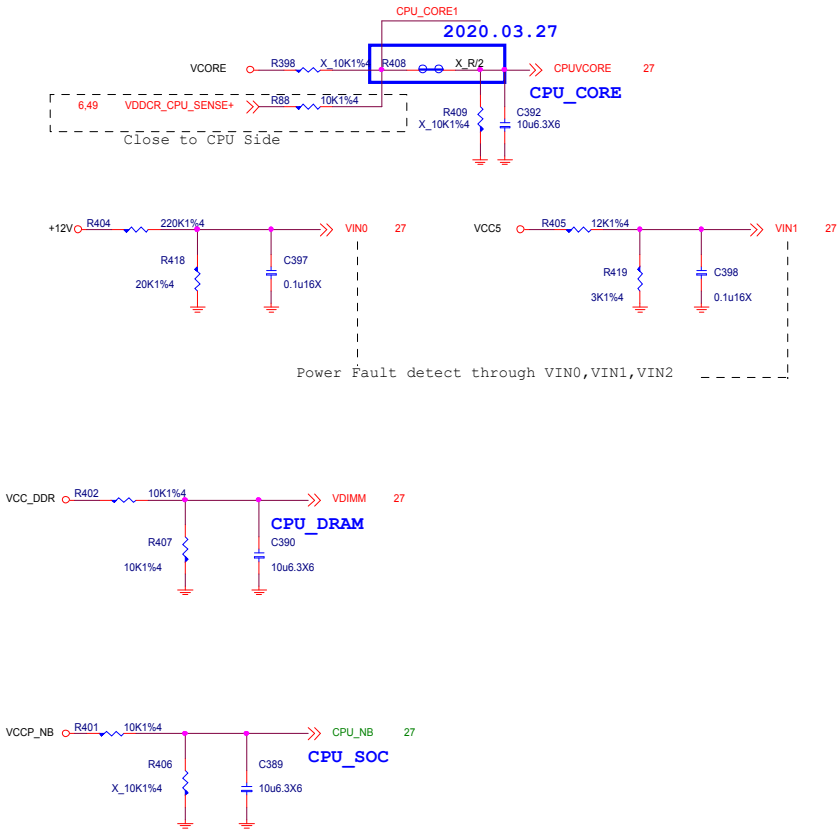 CPU_CORE1
2020.03.27
VCORE R398 X_10K1%4 R408 X_R/2 CPUVCORE 27
CPU_CORE
6,49 VDDCR_CPU_SENSE+ R88 10K1%4
R409 C392
X_10K1%4 10u6.3X6
Close to CPU Side
+12V R404 220K1%4 VIN0 27
VCC5 R405 12K1%4 VIN1 27
R418 C397
20K1%4 0.1u16X
R419 C398
3K1%4 0.1u16X
Power Fault detect through VIN0,VIN1,VIN2
VCC_DDR R402 10K1%4 VDIMM 27
CPU_DRAM
R407 C390
10K1%4 10u6.3X6
VCCP_NB R401 10K1%4 CPU_NB 27
CPU_SOC
R406 C389
X_10K1%4 10u6.3X6